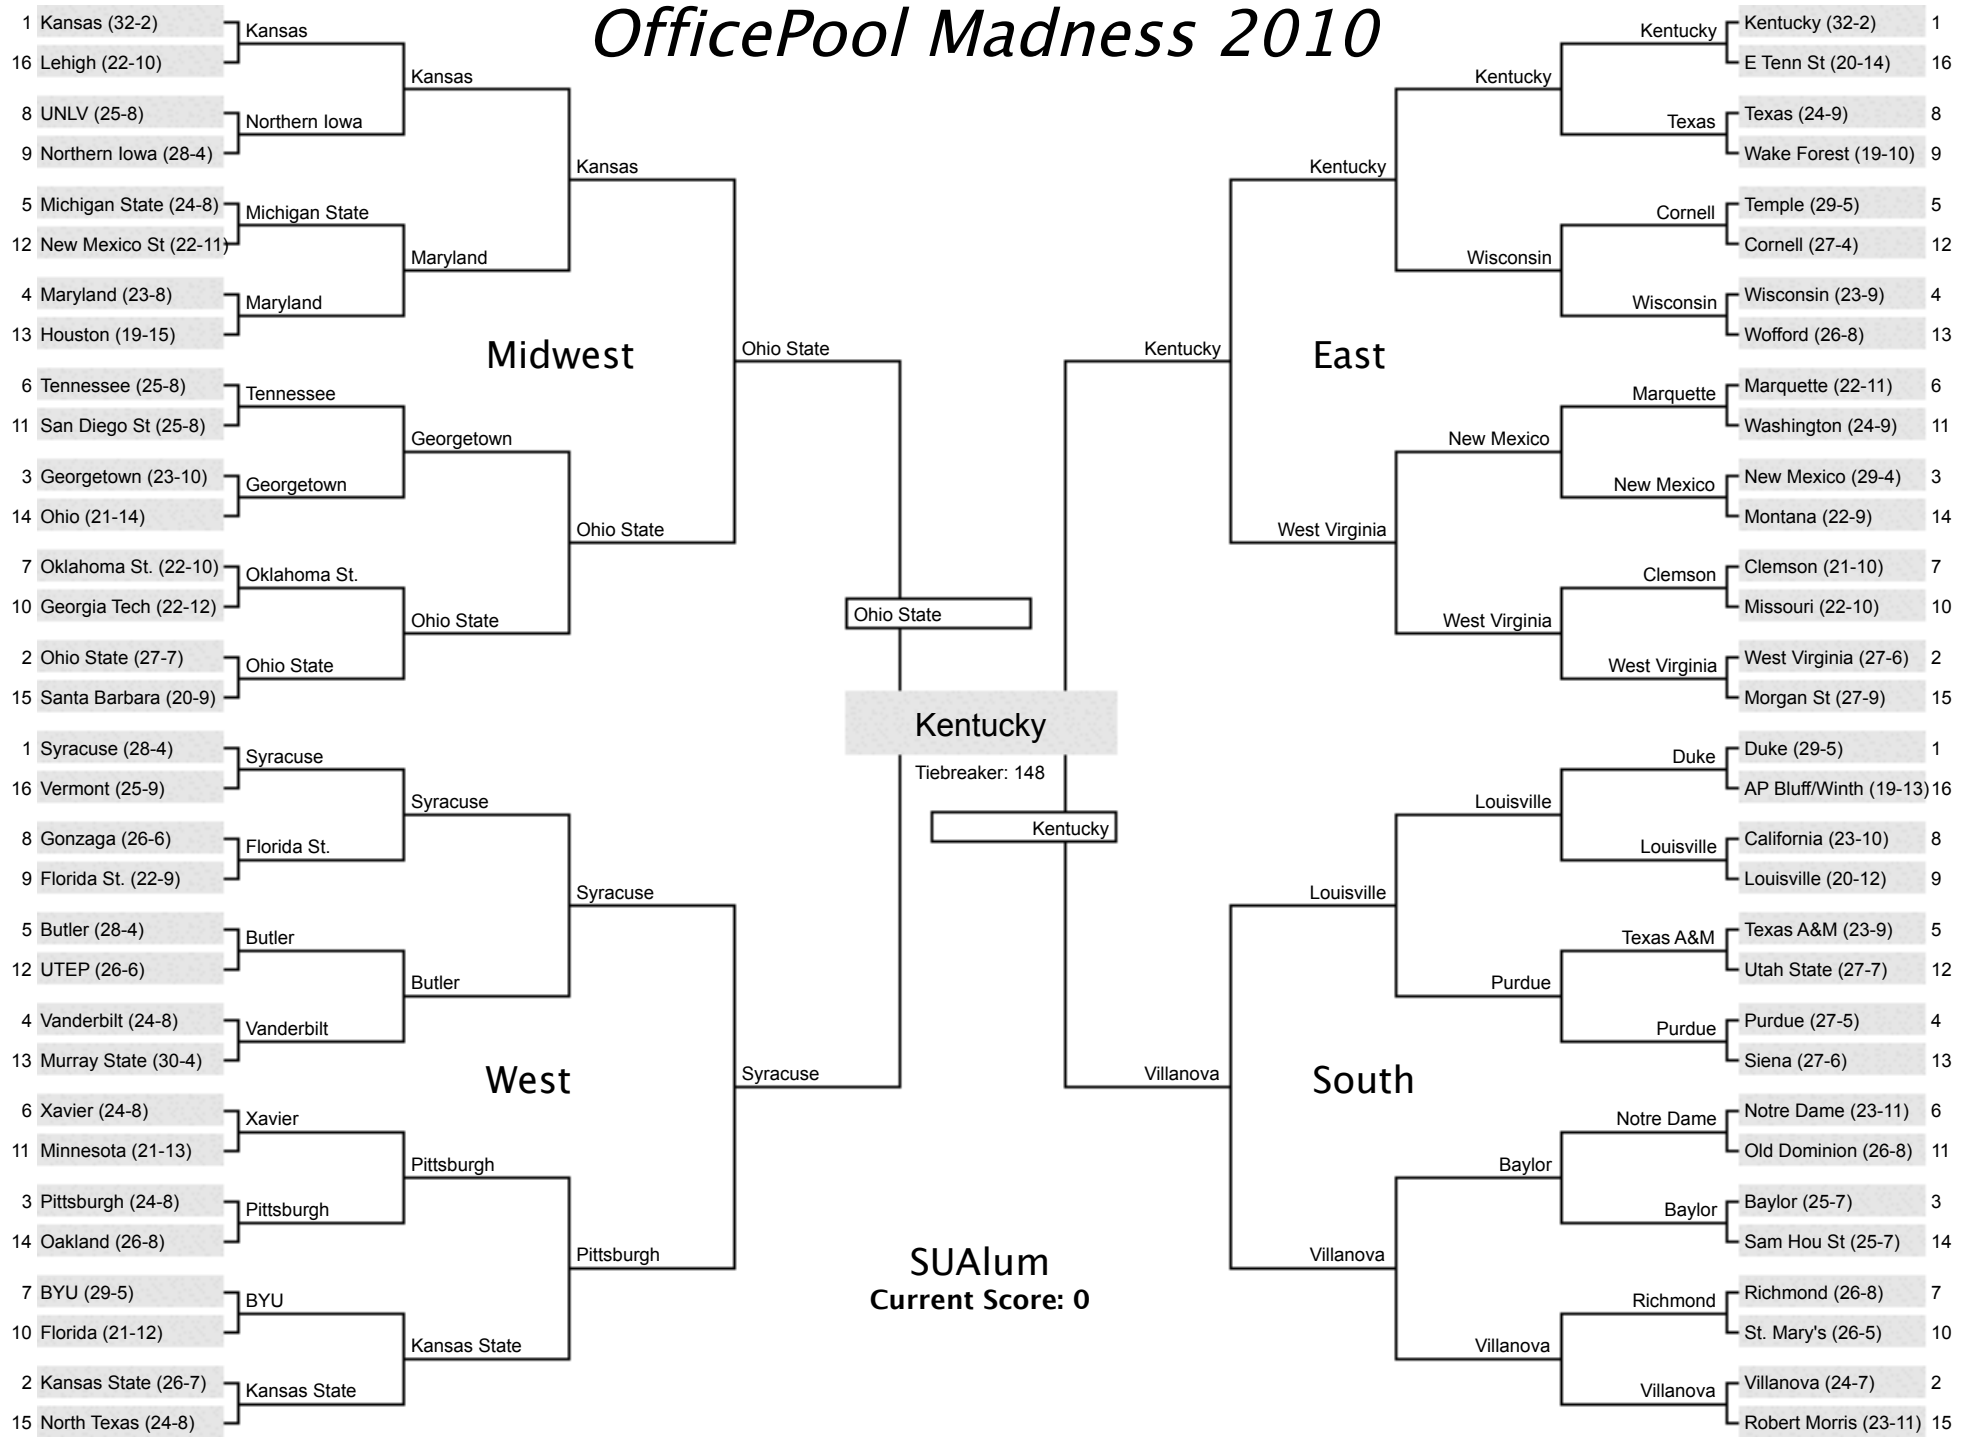 OfficePool Madness 2010
1 Kansas (32-2)
16 Lehigh (22-10)
8 UNLV (25-8)
9 Northern Iowa (28-4)
5 Michigan State (24-8)
12 New Mexico St (22-11)
4 Maryland (23-8)
13 Houston (19-15)
6 Tennessee (25-8)
11 San Diego St (25-8)
3 Georgetown (23-10)
14 Ohio (21-14)
7 Oklahoma St. (22-10)
10 Georgia Tech (22-12)
2 Ohio State (27-7)
15 Santa Barbara (20-9)
Kansas
Northern Iowa
Michigan State
Maryland
Tennessee
Georgetown
Oklahoma St.
Ohio State
Kansas
Maryland
Georgetown
Ohio State
Kansas
Ohio State
Midwest
Ohio State
1 Syracuse (28-4)
16 Vermont (25-9)
8 Gonzaga (26-6)
9 Florida St. (22-9)
5 Butler (28-4)
12 UTEP (26-6)
4 Vanderbilt (24-8)
13 Murray State (30-4)
6 Xavier (24-8)
11 Minnesota (21-13)
3 Pittsburgh (24-8)
14 Oakland (26-8)
7 BYU (29-5)
10 Florida (21-12)
2 Kansas State (26-7)
15 North Texas (24-8)
Syracuse
Florida St.
Butler
Vanderbilt
Xavier
Pittsburgh
BYU
Kansas State
Syracuse
Butler
Pittsburgh
Kansas State
Syracuse
Pittsburgh
West
Syracuse
Ohio State
Kentucky
Tiebreaker: 148
Kentucky
SUAlum
Current Score: 0
Kentucky (32-2) 1
E Tenn St (20-14) 16
Texas (24-9) 8
Wake Forest (19-10) 9
Temple (29-5) 5
Cornell (27-4) 12
Wisconsin (23-9) 4
Wofford (26-8) 13
Marquette (22-11) 6
Washington (24-9) 11
New Mexico (29-4) 3
Montana (22-9) 14
Clemson (21-10) 7
Missouri (22-10) 10
West Virginia (27-6) 2
Morgan St (27-9) 15
Kentucky
Texas
Cornell
Wisconsin
Marquette
New Mexico
Clemson
West Virginia
Kentucky
Wisconsin
New Mexico
West Virginia
Kentucky
West Virginia
East
Kentucky
Duke (29-5) 1
AP Bluff/Winth (19-13) 16
California (23-10) 8
Louisville (20-12) 9
Texas A&M (23-9) 5
Utah State (27-7) 12
Purdue (27-5) 4
Siena (27-6) 13
Notre Dame (23-11) 6
Old Dominion (26-8) 11
Baylor (25-7) 3
Sam Hou St (25-7) 14
Richmond (26-8) 7
St. Mary's (26-5) 10
Villanova (24-7) 2
Robert Morris (23-11) 15
Duke
Louisville
Texas A&M
Purdue
Notre Dame
Baylor
Richmond
Villanova
Louisville
Purdue
Baylor
Villanova
Louisville
Villanova
South
Villanova